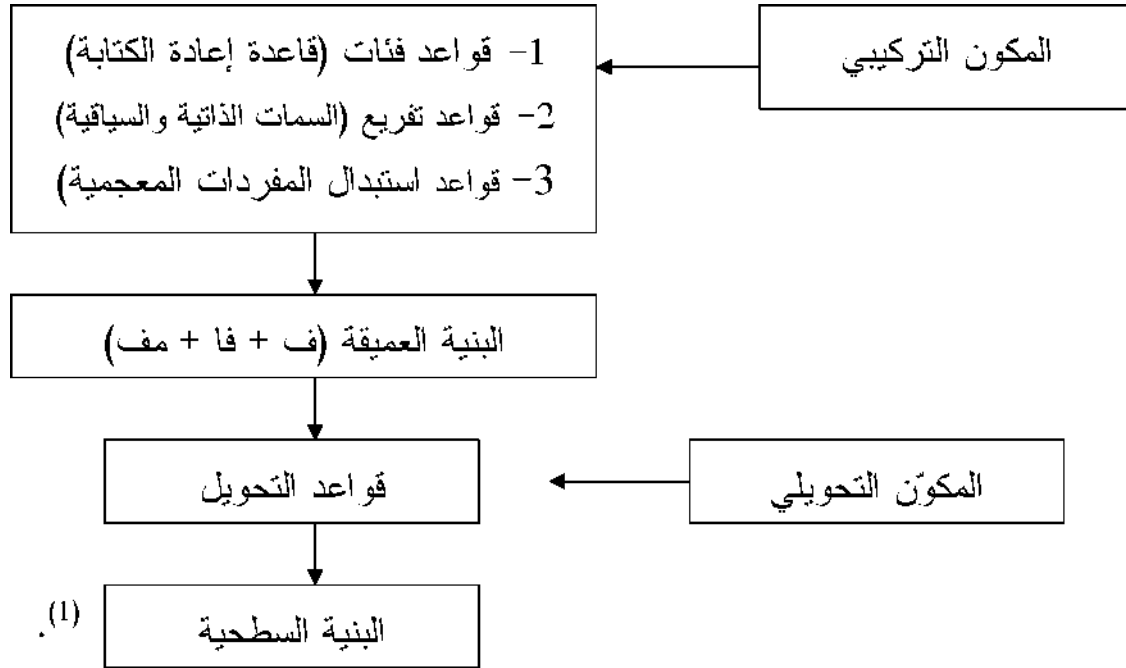 المكون التركيبي
1- قواعد فئات (قاعدة إعادة الكتابة)
2- قواعد تفريع (السمات الذاتية والسياقية)
3- قواعد استبدال المفردات المعجمية)
البنية العميقة (ف + فا + مف)
المكوّن التحويلي
قواعد التحويل
البنية السطحية
(1).